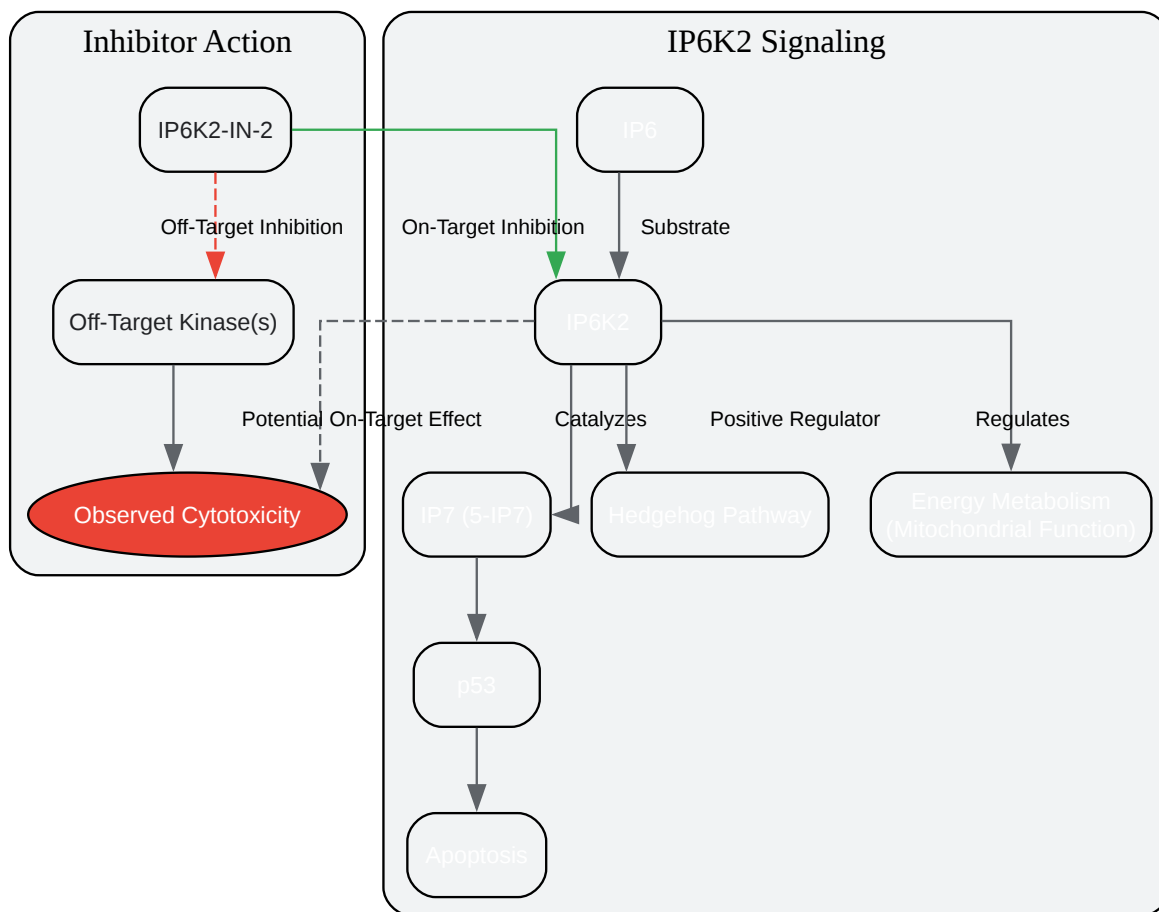 Inhibitor Action
IP6K2 Signaling
IP6K2-IN-2
IP6
Off-Target Inhibition
On-Target Inhibition
Substrate
Off-Target Kinase(s)
IP6K2
Potential On-Target Effect
Catalyzes
Positive Regulator
Regulates
Observed Cytotoxicity
IP7 (5-IP7)
Hedgehog Pathway
Energy Metabolism
(Mitochondrial Function)
p53
Apoptosis